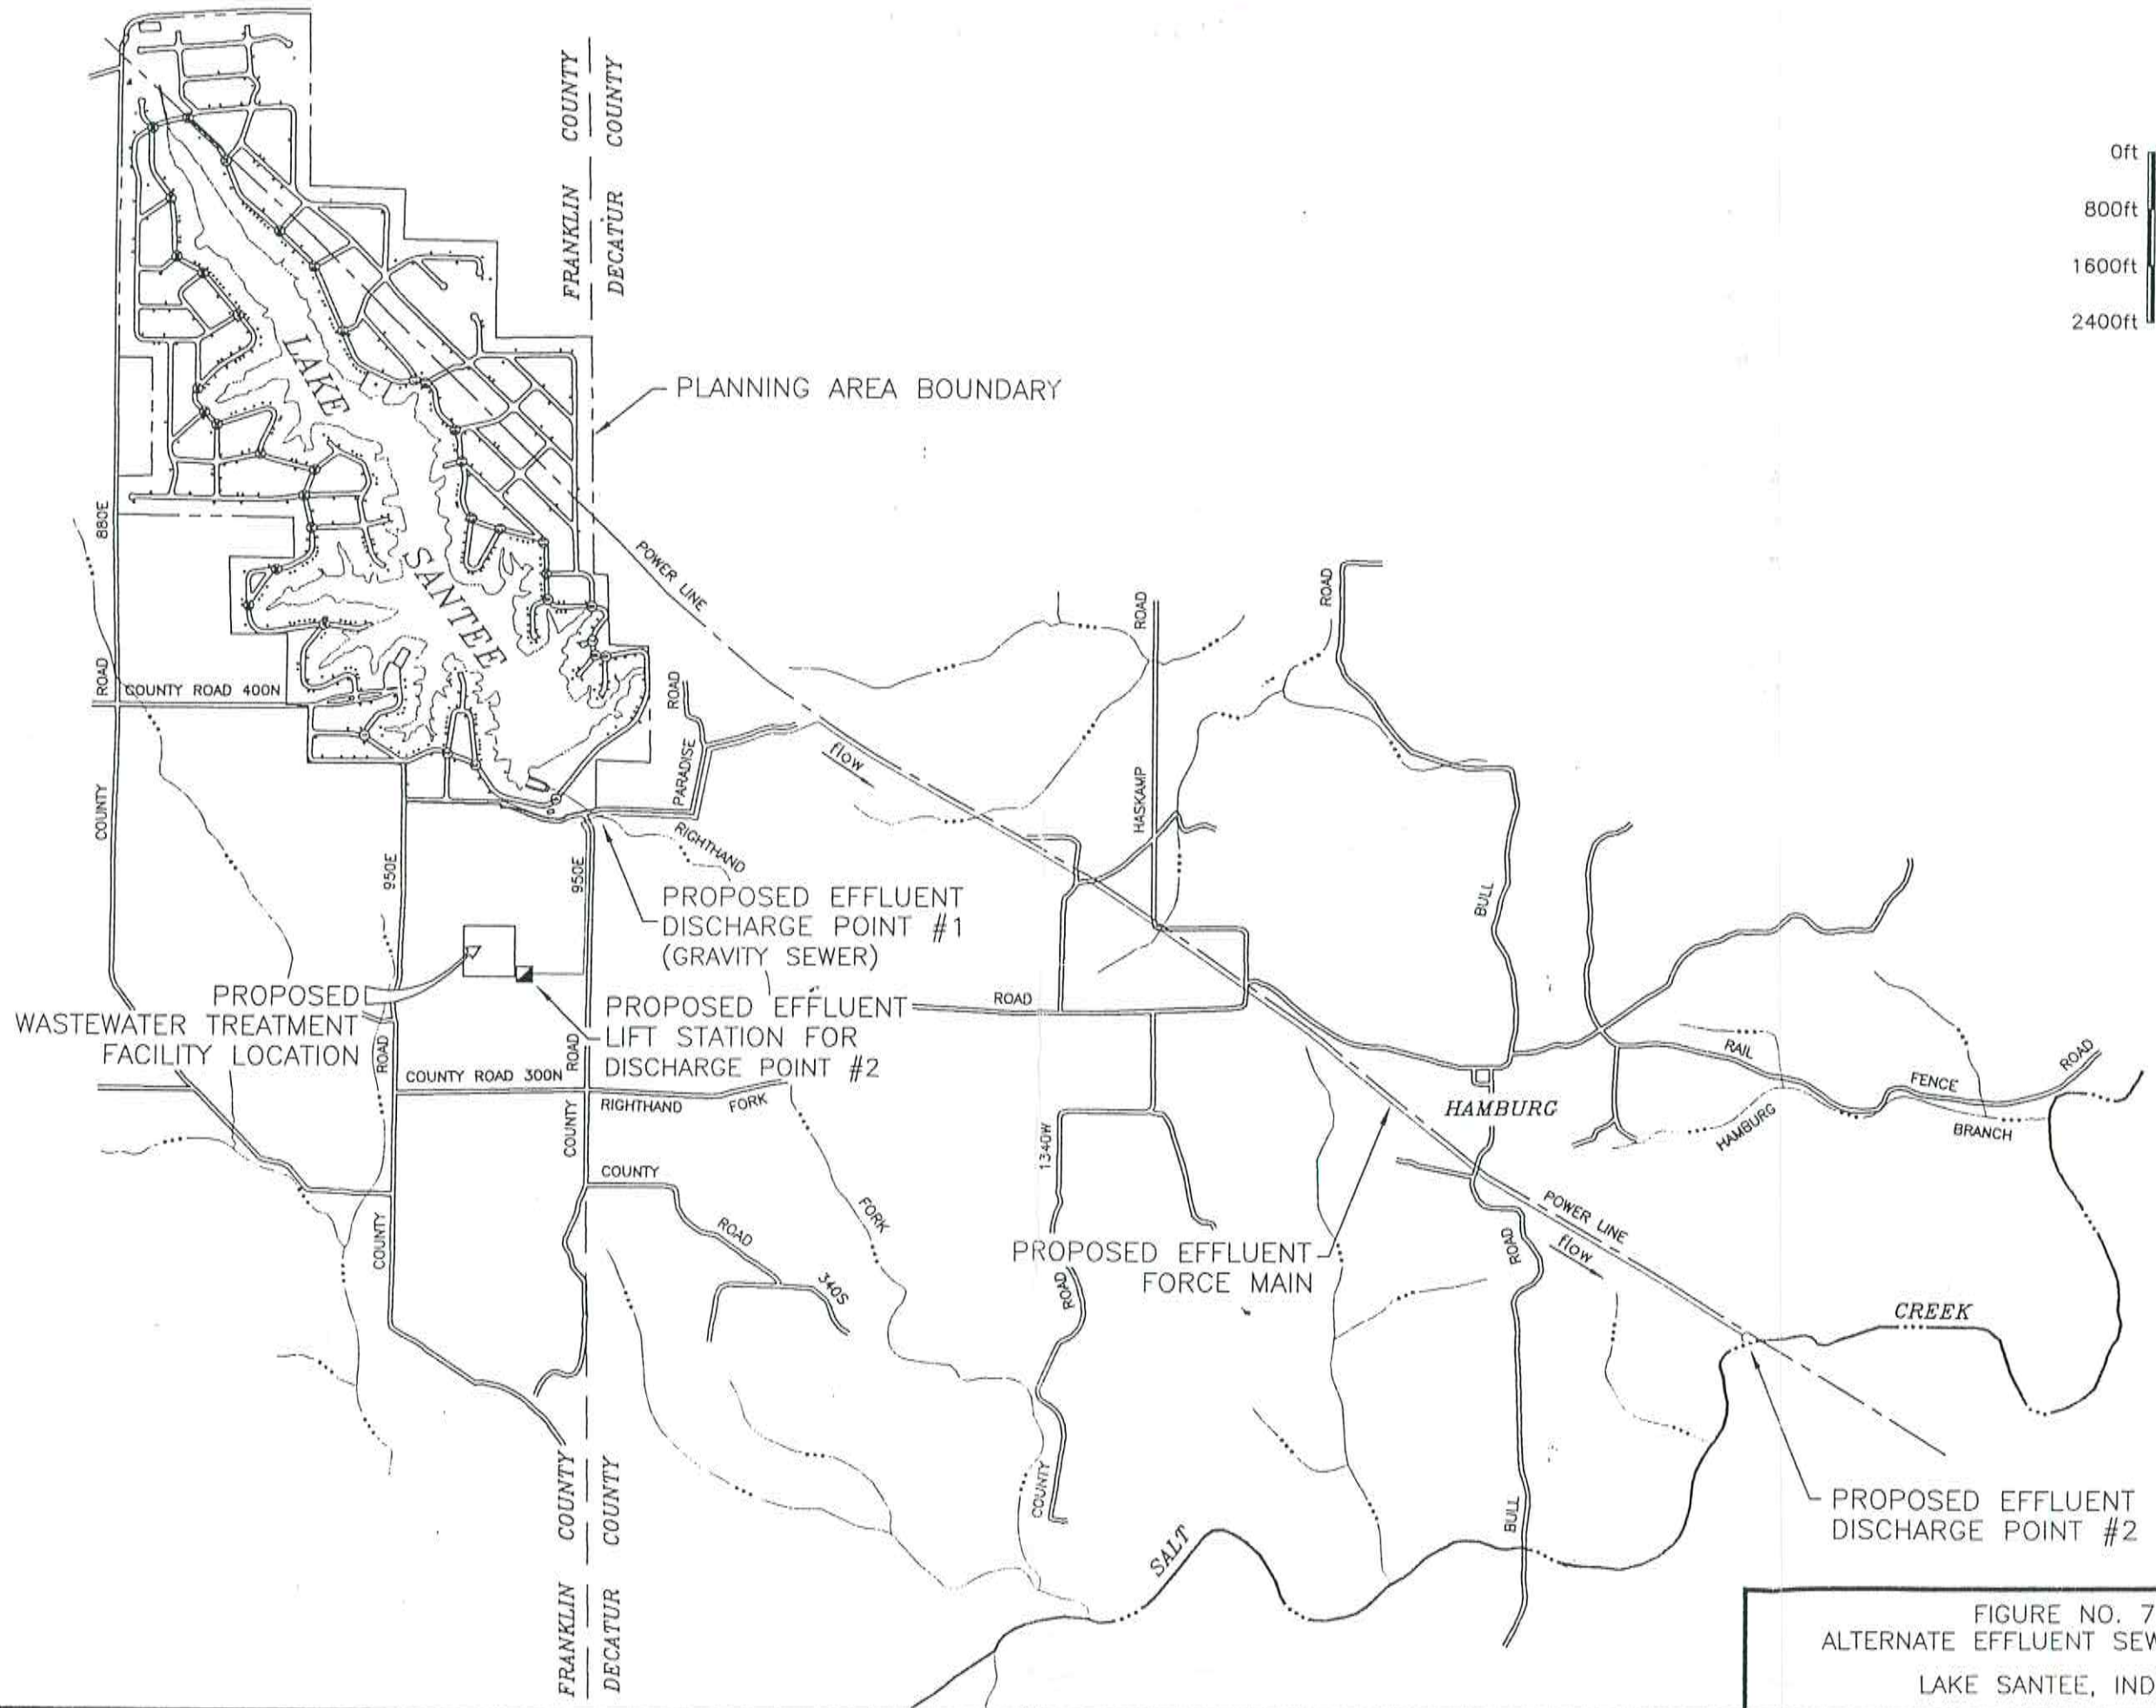 FRANKLIN COUNTY
DECATUR COUNTY
0ft
800ft
1600ft
2400ft
LAKE
SANTEE
PLANNING AREA BOUNDARY
880E
POWER LINE
ROAD
COUNTY ROAD 400N
COUNTY
ROAD
PARADISE
flow
ROAD
HASKAMP
ROAD
BULL
RIGHTHAND
950E
950E
PROPOSED EFFLUENT
DISCHARGE POINT #1
(GRAVITY SEWER)
PROPOSED
WASTEWATER TREATMENT
FACILITY LOCATION
PROPOSED EFFLUENT
LIFT STATION FOR
DISCHARGE POINT #2
ROAD
ROAD
ROAD
COUNTY ROAD 300N
RIGHTHAND
FORK
COUNTY
COUNTY
COUNTY
ROAD
340S
FORK
1340W
ROAD
COUNTY
HAMBURG
RAIL
FENCE
ROAD
HAMBURG
BRANCH
PROPOSED EFFLUENT
FORCE MAIN
POWER LINE
flow
ROAD
BULL
CREEK
SALT
PROPOSED EFFLUENT
DISCHARGE POINT #2
FRANKLIN COUNTY
DECATUR COUNTY
FIGURE NO. 7
ALTERNATE EFFLUENT SEW
LAKE SANTEE, IND